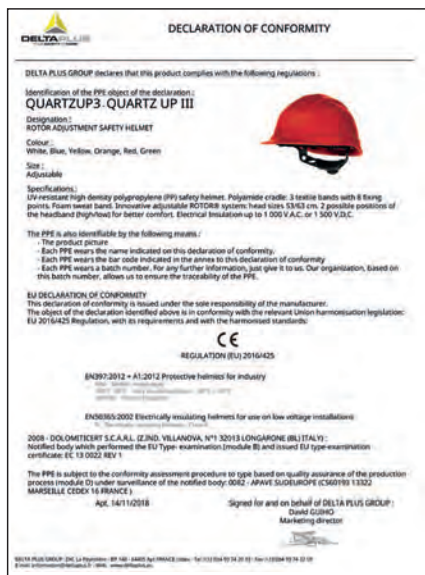 DELTAPLUS
DECLARATION OF CONFORMITY
DELTA PLUS GROUP declares that this product complies with the following regulations :
Identification of the PPE object of the declaration :
QUARTZUP3 - QUARTZ UP III
Designation :
ROTOR ADJUSTMENT SAFETY HELMET
Colour :
White, Blue, Yellow, Orange, Red, Green
Size :
Adjustable
Specifications :
UV-resistant high density polypropylene (PP) safety helmet. Polyamide cradle: 3 textile bands with 8 fixing
points. Foam sweat band. Innovative adjustable ROTOR® system: head sizes 53/63 cm. 2 possible positions of
the headband (high/low) for better comfort. Electrical Insulation up to 1 000 V.A.C. or 1 500 V.D.C.
The PPE is also identifiable by the following means :
- The product picture
- Each PPE wears the name indicated on this declaration of conformity.
- Each PPE wears the bar code indicated in the annex to this declaration of conformity
- Each PPE wears a batch number. For any further information, just give it to us. Our organization, based on
this batch number, allows us to ensure the traceability of the PPE.
EU DECLARATION OF CONFORMITY
This declaration of conformity is issued under the sole responsibility of the manufacturer.
The object of the declaration identified above is in conformity with the relevant Union harmonisation legislation:
EU 2016/425 Regulation, with its requirements and with the harmonised standards:
CE
REGULATION (EU) 2016/425
EN397:2012 + A1:2012 Protective helmets for industry
EN50365:2002 Electrically insulating helmets for use on low voltage installations
2008 - DOLOMITICERT S.C.A.R.L. (Z.IND. VILLANOVA, N°1 32013 LONGARONE (BL) ITALY) :
Notified body which performed the EU Type- examination (module B) and issued EU type-examination
certificate: EC 13 0022 REV 1
The PPE is subject to the conformity assessment procedure to type based on quality assurance of the production
process (module D) under surveillance of the notified body: 0082 - APAVE SUDEUROPE (CS60193 13322
MARSEILLE CEDEX 16 FRANCE )
Apt, 14/11/2018
Signed for and on behalf of DELTA PLUS GROUP :
David GUIHO
Marketing director